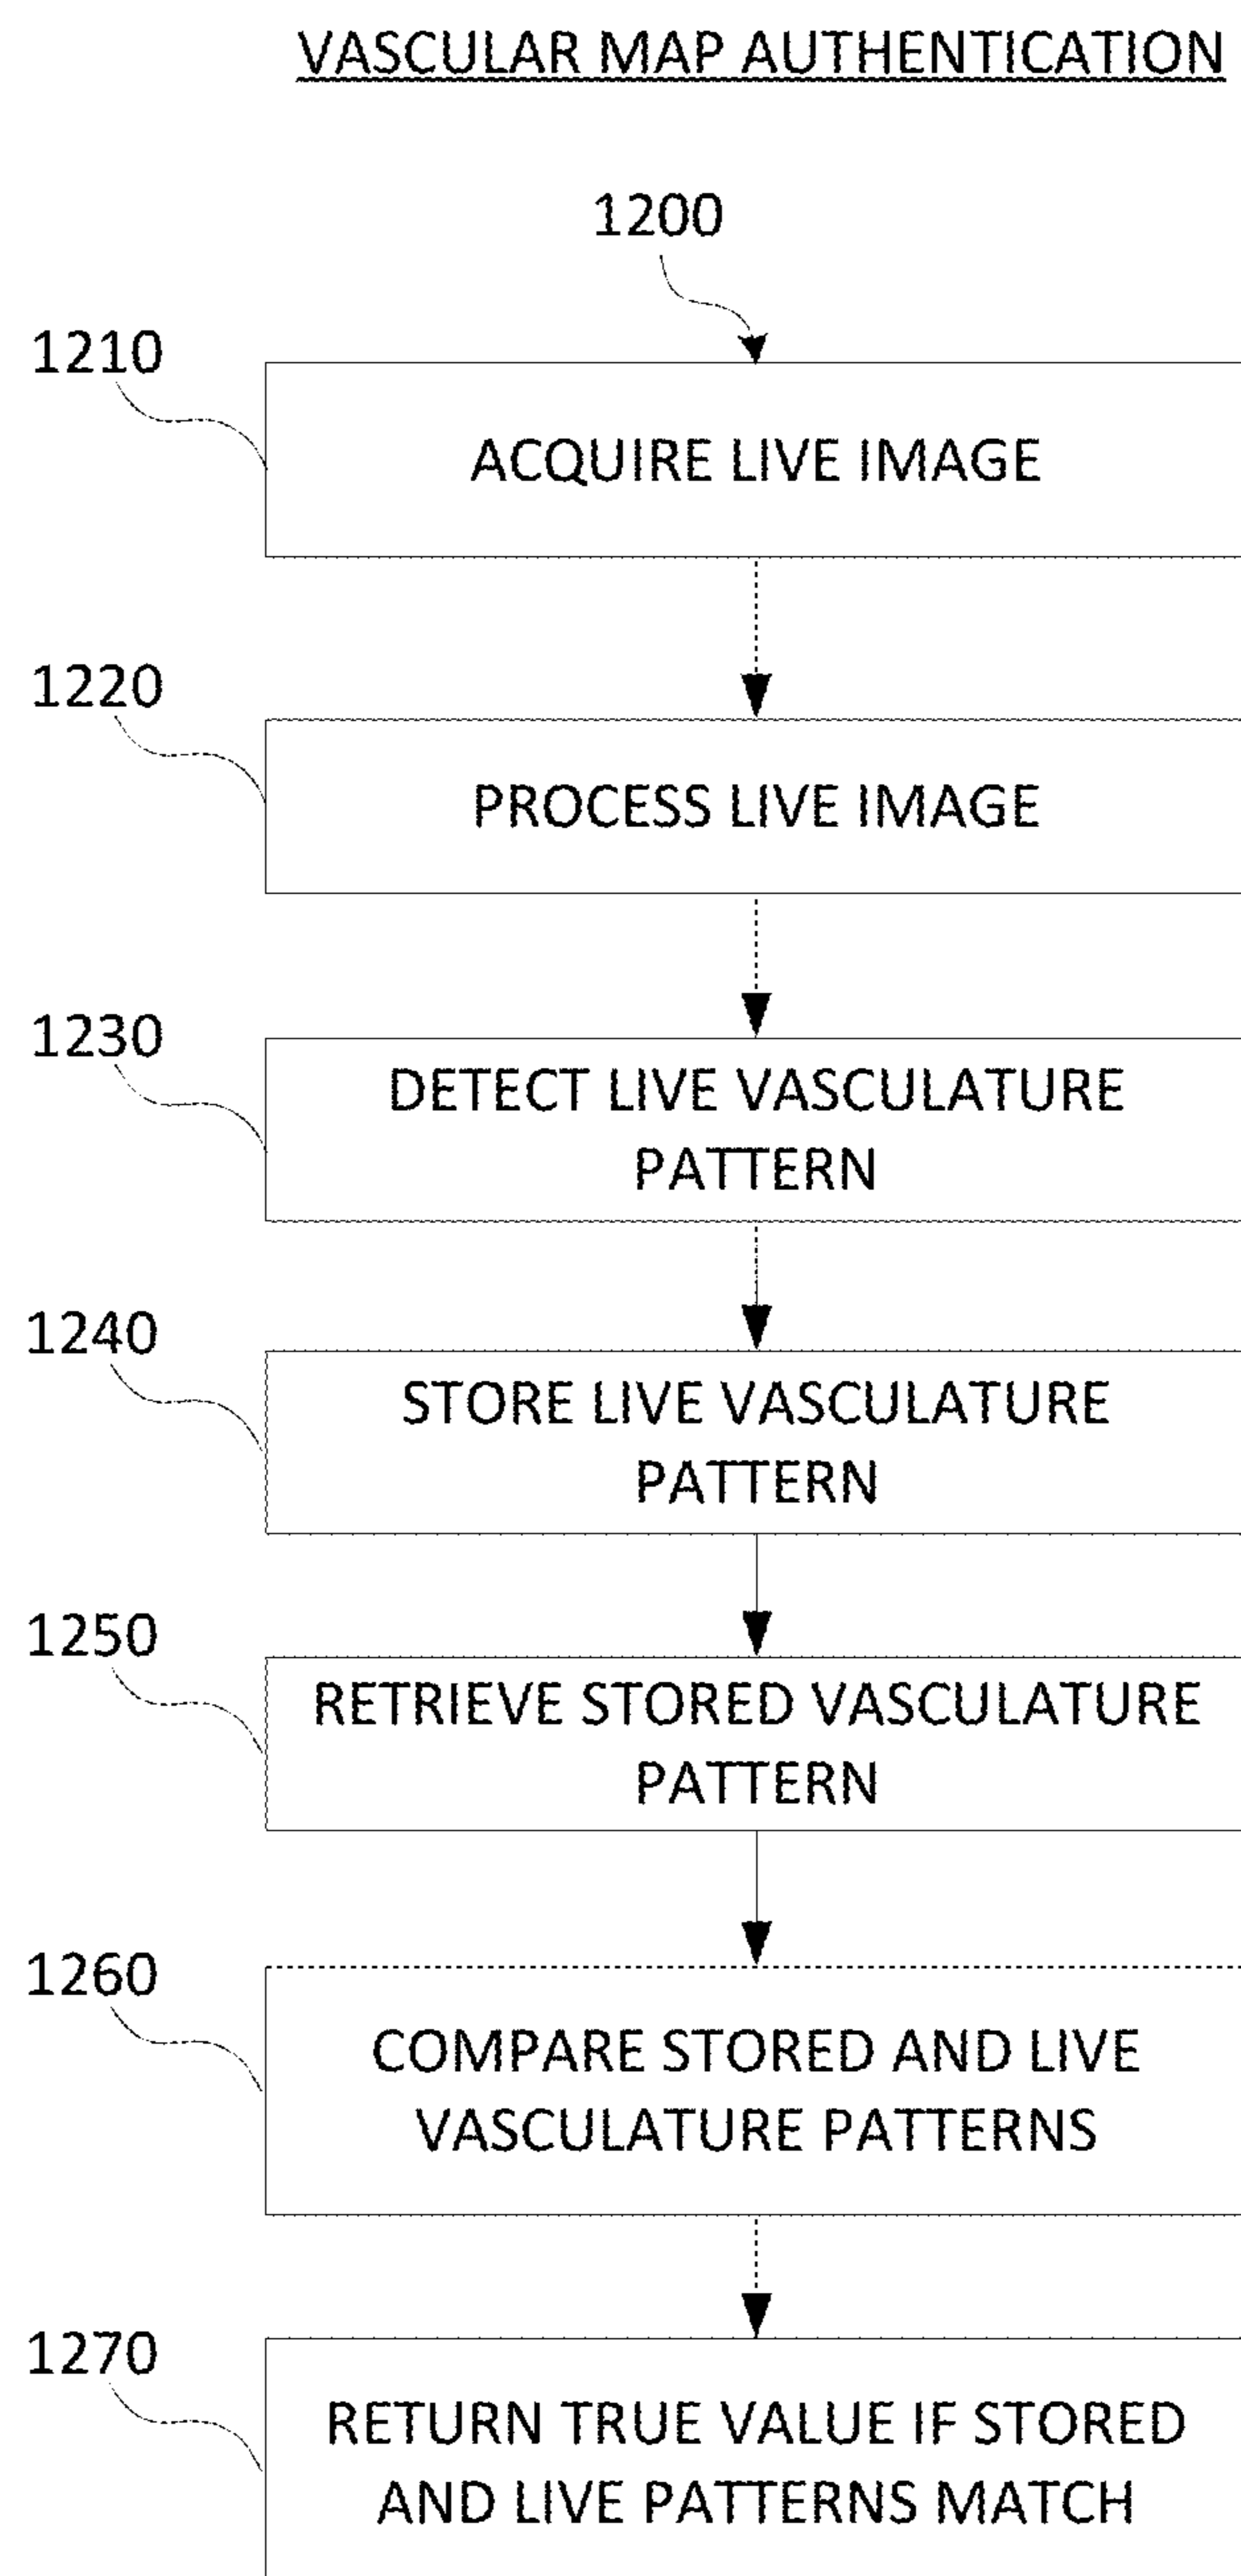 VASCULAR MAP AUTHENTICATION
1200
1210
ACQUIRE LIVE IMAGE
1220
PROCESS LIVE IMAGE
1230
DETECT LIVE VASCULATURE
PATTERN
1240
STORE LIVE VASCULATURE
PATTERN
1250
RETRIEVE STORED VASCULATURE
PATTERN
1260
COMPARE STORED AND LIVE
VASCULATURE PATTERNS
1270
RETURN TRUE VALUE IF STORED
AND LIVE PATTERNS MATCH